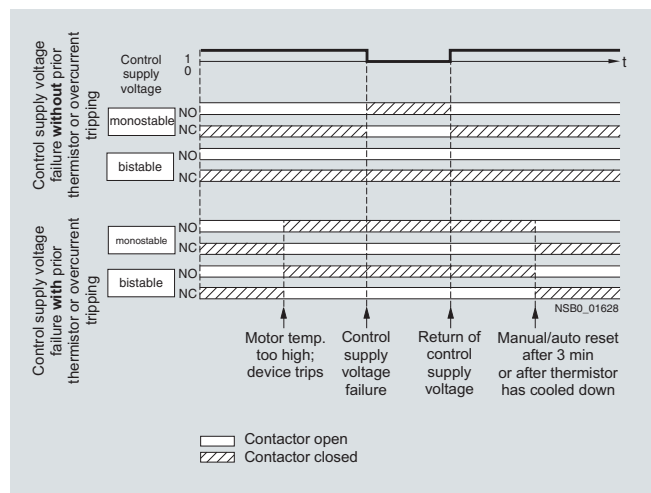 Control supply voltage
failure without prior
thermistor or overcurrent
tripping
Control
supply
voltage
1
0
t
monostable
NO
NC
bistable
NO
NC
Control supply voltage
failure with prior
thermistor or overcurrent
tripping
monostable
NO
NC
bistable
NO
NC
NSB0_01628
Motor temp.
too high;
device trips
Control
supply
voltage
failure
Return of
control
supply
voltage
Manual/auto reset
after 3 min
or after thermistor
has cooled down
Contactor open
Contactor closed